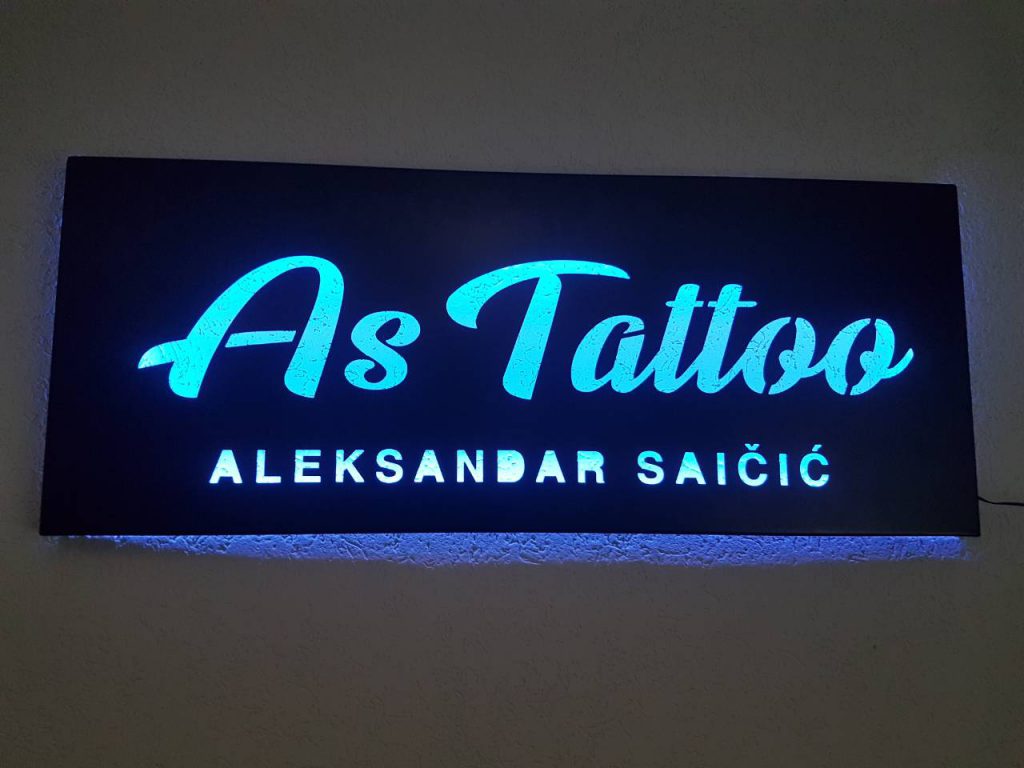 As Tattoo
ALEKSANDAR SAIČIĆ